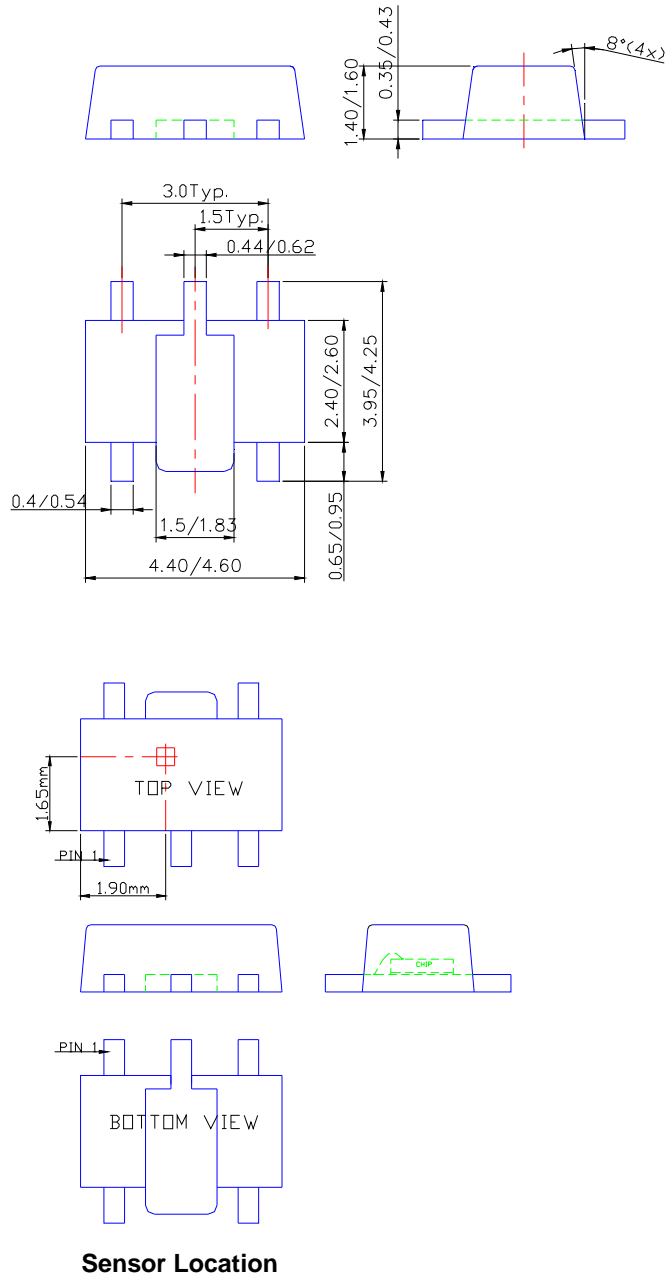 1.40/1.60
0.35/0.43
8°(4x)
3.0Typ.
1.5Typ.
0.44/0.62
2.40/2.60
3.95/4.25
0.4/0.54
1.5/1.83
0.65/0.95
4.40/4.60
1.65mm
TOP VIEW
PIN 1
1.90mm
CHIP
PIN 1
BOTTOM VIEW
Sensor Location